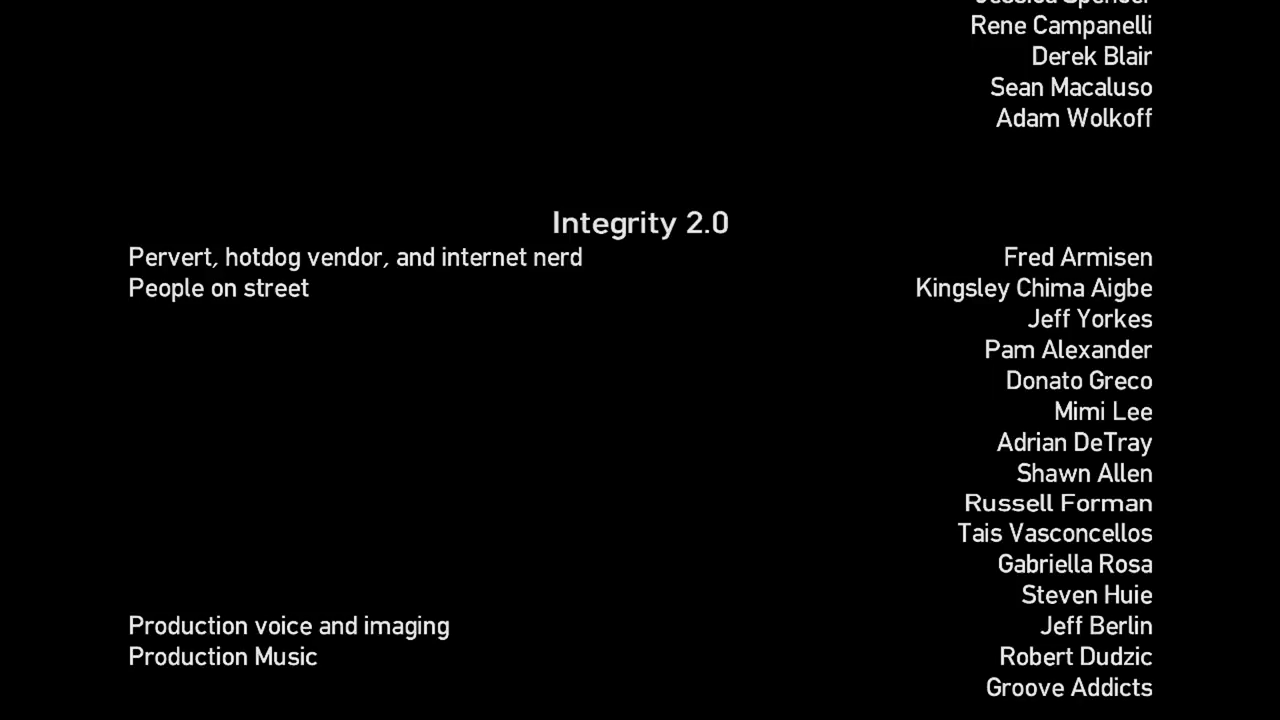 Jessica Spencer
Rene Campanelli
Derek Blair
Sean Macaluso
Adam Wolkoff
Integrity 2.0
Pervert, hotdog vendor, and internet nerd Fred Armisen
People on street Kingsley Chima Aigbe
Jeff Yorkes
Pam Alexander
Donato Greco
Mimi Lee
Adrian DeTray
Shawn Allen
Russell Forman
Tais Vasconcellos
Gabriella Rosa
Steven Huie
Production voice and imaging Jeff Berlin
Production Music Robert Dudzic
Groove Addicts